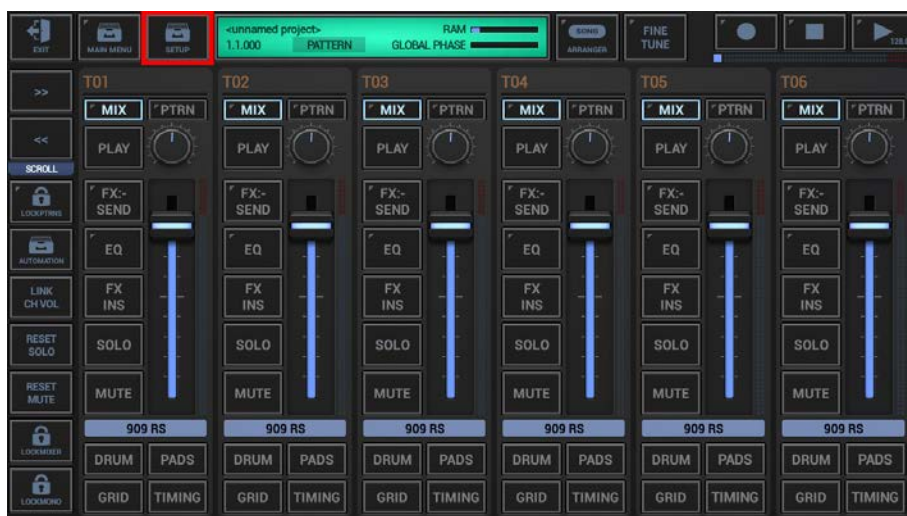 EXIT
MAIN MENU
SETUP
<unnamed project>
RAM
1.1.000
PATTERN
GLOBAL PHASE
SONG
ARRANGER
FINE
TUNE
128.0
>>
<<
SCROLL
LOCKPTRNS
AUTOMATION
LINK
CH VOL
RESET
SOLO
RESET
MUTE
LOCKMIXER
LOCKMONO
T01
MIX PTRN
PLAY
FX:-
SEND
EQ
FX
INS
SOLO
MUTE
909 RS
DRUM PADS
GRID TIMING
T02
MIX PTRN
PLAY
FX:-
SEND
EQ
FX
INS
SOLO
MUTE
909 RS
DRUM PADS
GRID TIMING
T03
MIX PTRN
PLAY
FX:-
SEND
EQ
FX
INS
SOLO
MUTE
909 RS
DRUM PADS
GRID TIMING
T04
MIX PTRN
PLAY
FX:-
SEND
EQ
FX
INS
SOLO
MUTE
909 RS
DRUM PADS
GRID TIMING
T05
MIX PTRN
PLAY
FX:-
SEND
EQ
FX
INS
SOLO
MUTE
909 RS
DRUM PADS
GRID TIMING
T06
MIX PTRN
PLAY
FX:-
SEND
EQ
FX
INS
SOLO
MUTE
909 RS
DRUM PADS
GRID TIMING